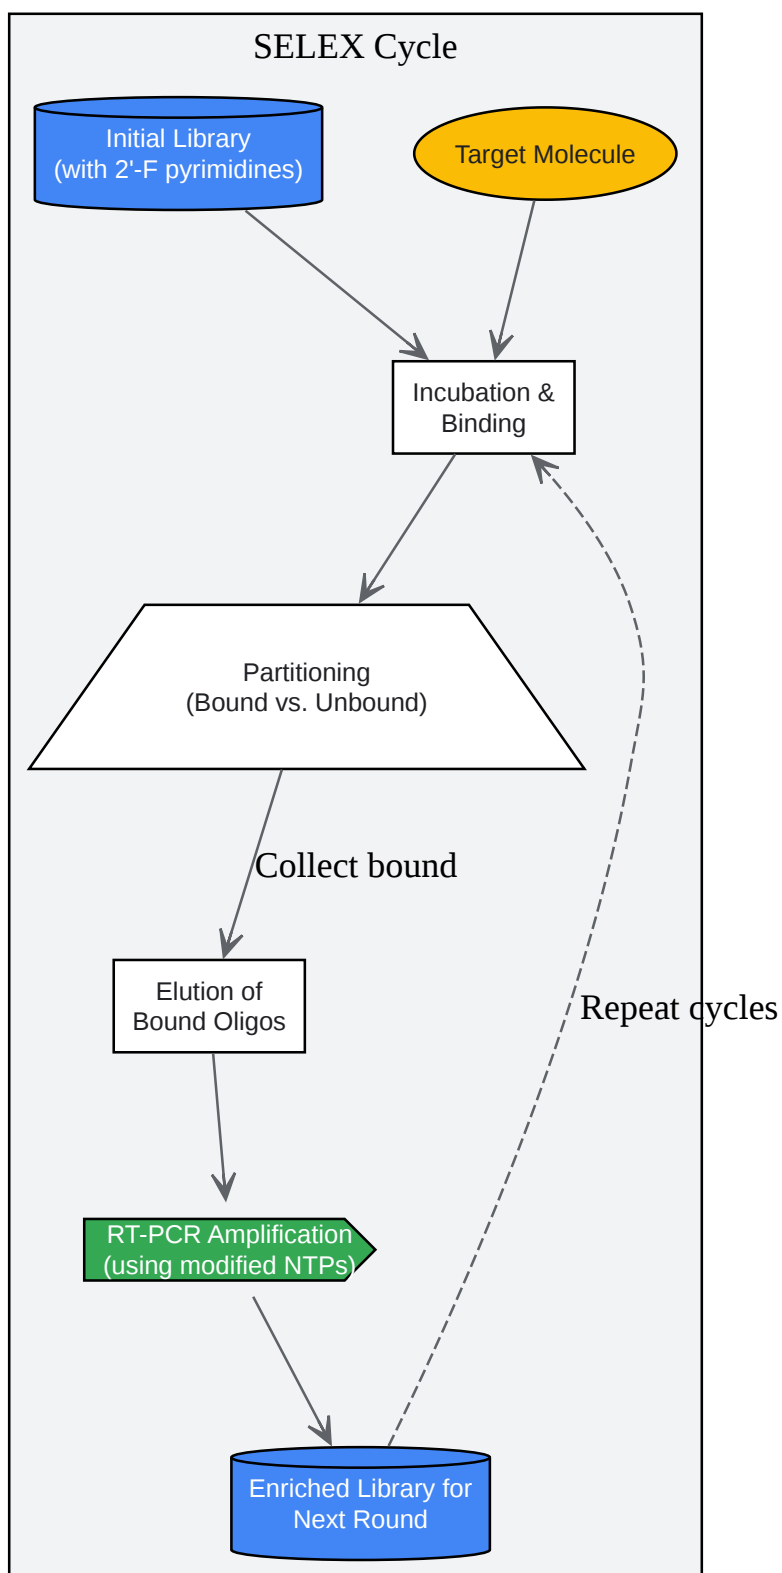 SELEX Cycle
Initial Library
(with 2'-F pyrimidines)
Target Molecule
Incubation &
Binding
Partitioning
(Bound vs. Unbound)
Collect bound
Elution of
Bound Oligos
Repeat cycles
RT-PCR Amplification
(using modified NTPs)
Enriched Library for
Next Round